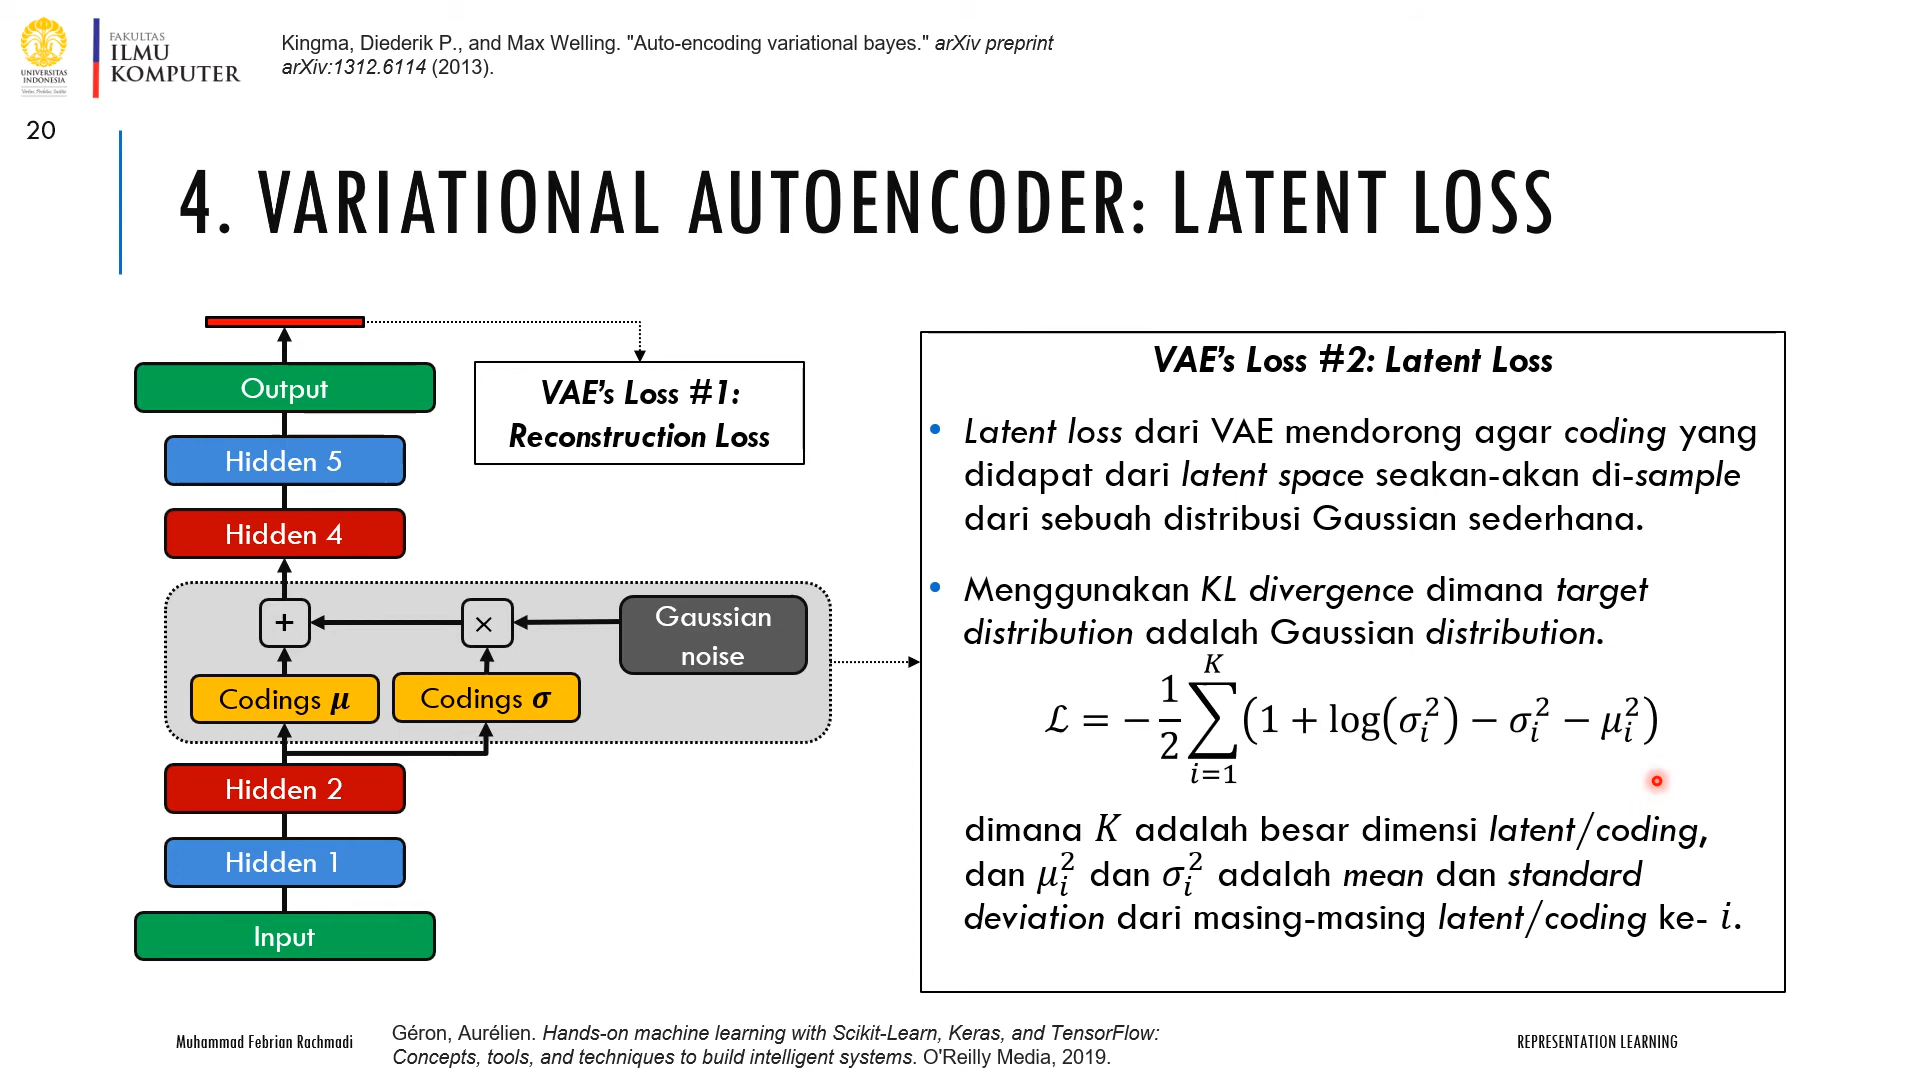 UNIVERSITAS
INDONESIA
FAKULTAS
ILMU
KOMPUTER
Kingma, Diederik P., and Max Welling. "Auto-encoding variational bayes." arXiv preprint
arXiv:1312.6114 (2013).
20
4. VARIATIONAL AUTOENCODER: LATENT LOSS
Output
Hidden 5
Hidden 4
+
×
Gaussian
noise
Codings μ
Codings σ
Hidden 2
Hidden 1
Input
VAE's Loss #1:
Reconstruction Loss
VAE's Loss #2: Latent Loss
• Latent loss dari VAE mendorong agar coding yang
didapat dari latent space seakan-akan di-sample
dari sebuah distribusi Gaussian sederhana.
• Menggunakan KL divergence dimana target
distribution adalah Gaussian distribution.
ℒ = −1/2 ∑_{i=1}^{K} (1 + log(σ_i^2) − σ_i^2 − μ_i^2)
dimana K adalah besar dimensi latent/coding,
dan μ_i^2 dan σ_i^2 adalah mean dan standard
deviation dari masing-masing latent/coding ke- i.
Muhammad Febrian Rachmadi
Géron, Aurélien. Hands-on machine learning with Scikit-Learn, Keras, and TensorFlow:
Concepts, tools, and techniques to build intelligent systems. O'Reilly Media, 2019.
REPRESENTATION LEARNING